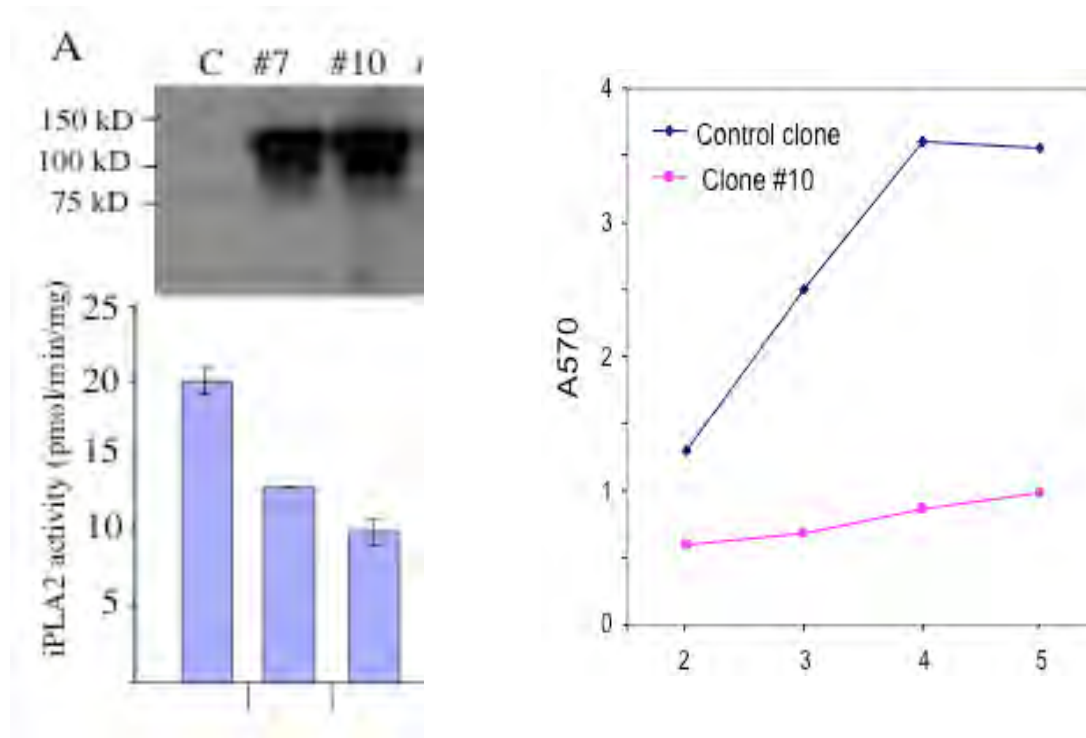 A
C #7 #10
150 kD
100 kD
75 kD
iPLA2 activity (pmol/min/mg)
25
20
15
10
5
4
3
2
1
0
A570
Control clone
Clone #10
2 3 4 5